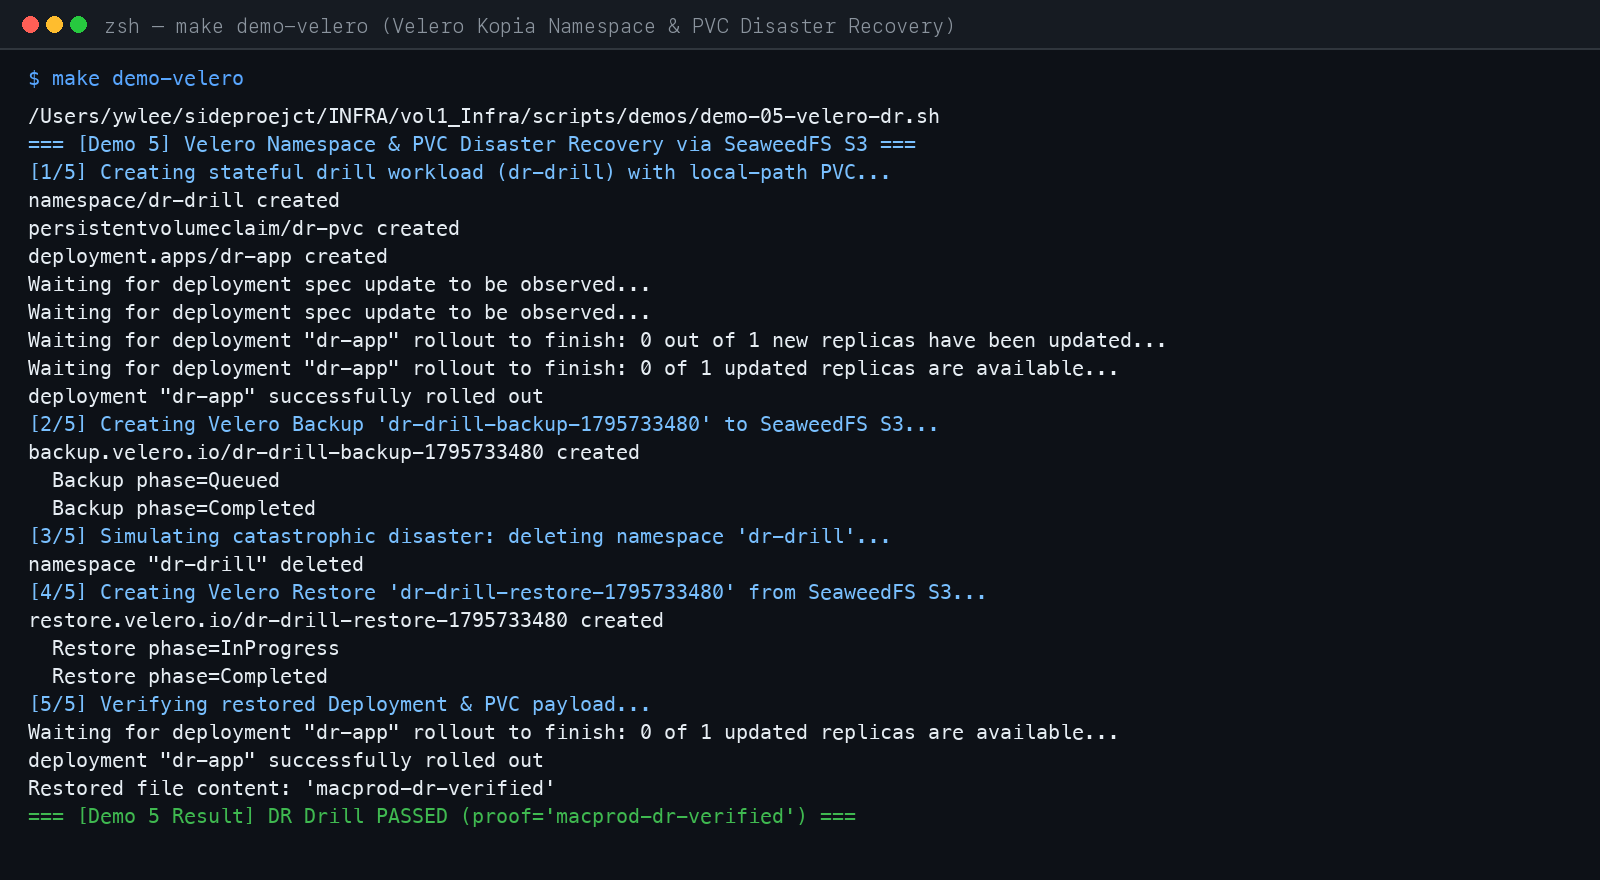 zsh — make demo-velero (Velero Kopia Namespace & PVC Disaster Recovery)
$ make demo-velero
/Users/ywlee/sideproejct/INFRA/vol1_Infra/scripts/demos/demo-05-velero-dr.sh
=== [Demo 5] Velero Namespace & PVC Disaster Recovery via SeaweedFS S3 ===
[1/5] Creating stateful drill workload (dr-drill) with local-path PVC...
namespace/dr-drill created
persistentvolumeclaim/dr-pvc created
deployment.apps/dr-app created
Waiting for deployment spec update to be observed...
Waiting for deployment spec update to be observed...
Waiting for deployment "dr-app" rollout to finish: 0 out of 1 new replicas have been updated...
Waiting for deployment "dr-app" rollout to finish: 0 of 1 updated replicas are available...
deployment "dr-app" successfully rolled out
[2/5] Creating Velero Backup 'dr-drill-backup-1795733480' to SeaweedFS S3...
backup.velero.io/dr-drill-backup-1795733480 created
  Backup phase=Queued
  Backup phase=Completed
[3/5] Simulating catastrophic disaster: deleting namespace 'dr-drill'...
namespace "dr-drill" deleted
[4/5] Creating Velero Restore 'dr-drill-restore-1795733480' from SeaweedFS S3...
restore.velero.io/dr-drill-restore-1795733480 created
  Restore phase=InProgress
  Restore phase=Completed
[5/5] Verifying restored Deployment & PVC payload...
Waiting for deployment "dr-app" rollout to finish: 0 of 1 updated replicas are available...
deployment "dr-app" successfully rolled out
Restored file content: 'macprod-dr-verified'
=== [Demo 5 Result] DR Drill PASSED (proof='macprod-dr-verified') ===